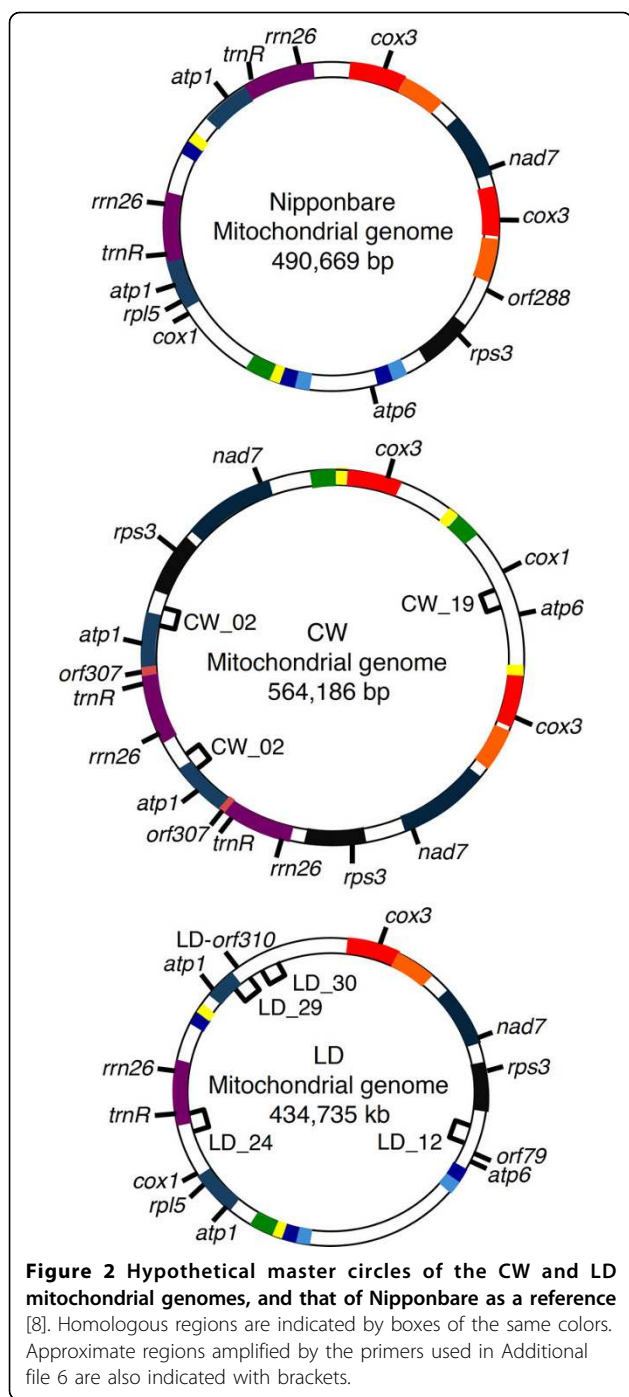 rrn26
cox3
trnR
atp1
nad7
rrn26
Nipponbare
Mitochondrial genome
490,669 bp
cox3
trnR
atp1
rpl5
cox1
orf288
rps3
atp6
nad7
cox3
rps3
cox1
CW_19
atp6
CW_02
CW
Mitochondrial genome
564,186 bp
atp1
orf307
trnR
cox3
rrn26
CW_02
atp1
orf307
trnR
rrn26
rps3
nad7
cox3
LD-orf310
atp1
LD_30
LD_29
nad7
rrn26
LD
Mitochondrial genome
434,735 kb
rps3
trnR
LD_24
LD_12
orf79
atp6
cox1
rpl5
atp1
Figure 2 Hypothetical master circles of the CW and LD
mitochondrial genomes, and that of Nipponbare as a reference
[8]. Homologous regions are indicated by boxes of the same colors.
Approximate regions amplified by the primers used in Additional
file 6 are also indicated with brackets.